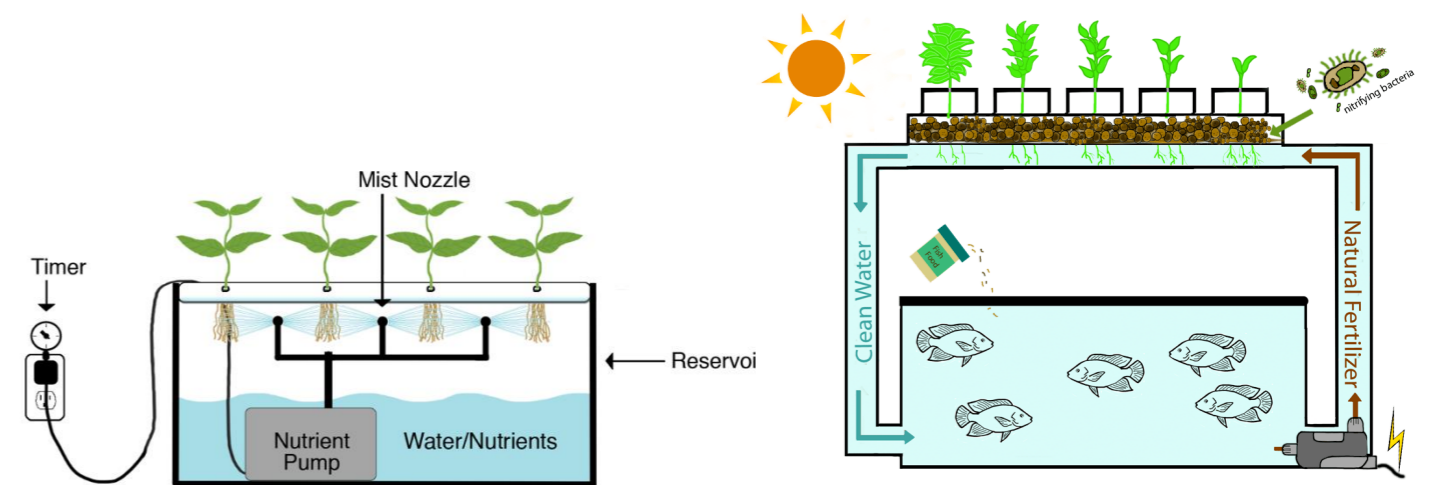 Mist Nozzle
Timer
Reservoi
Nutrient
Pump
Water/Nutrients
nitrifying bacteria
Fish
Food
Clean Water
Natural Fertilizer